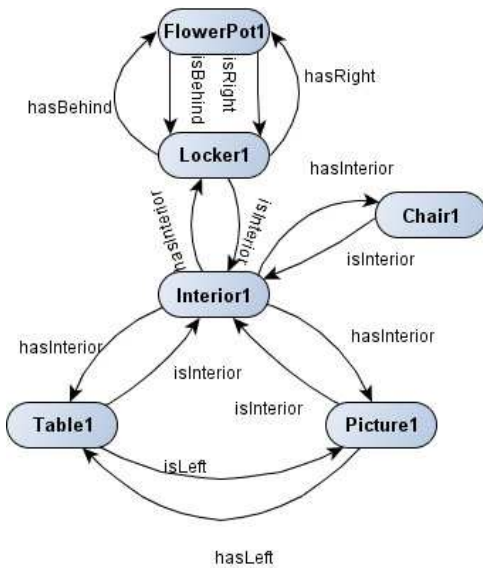 FlowerPot1
isBehind
isRight
hasBehind
hasRight
Locker1
hasInterior
isInterior
hasInterior
Chair1
isInterior
Interior1
hasInterior
hasInterior
isInterior
isInterior
Table1
Picture1
isLeft
hasLeft